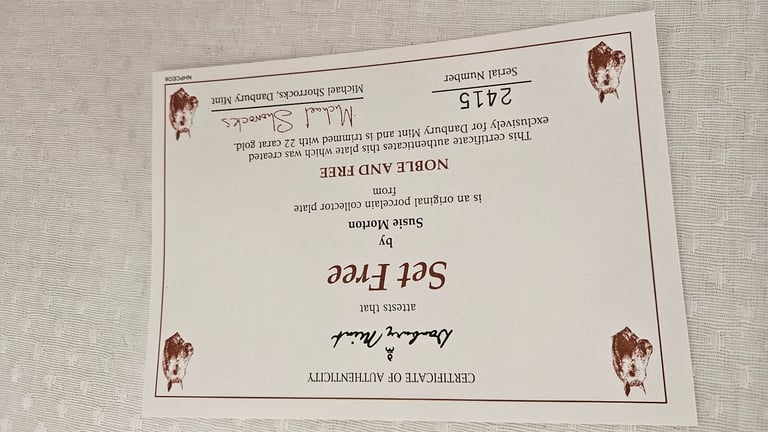 CERTIFICATE OF AUTHENTICITY
Danbury Mint
attests that
Set Free
by
Susie Morton
is an original porcelain collector plate
from
NOBLE AND FREE
This certificate authenticates this plate which was created
exclusively for Danbury Mint and is trimmed with 22 carat gold.
2415
Serial Number
Michael Shorrocks
Michael Shorrocks, Danbury Mint
NHPCEO8